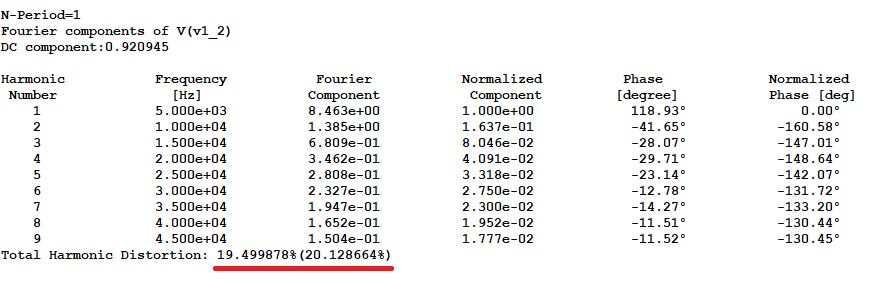 N-Period=1
Fourier components of V(v1_2)
DC component:0.920945
Harmonic Frequency Fourier Normalized Phase Normalized
Number [Hz] Component Component [degree] Phase [deg]
1 5.000e+03 8.463e+00 1.000e+00 118.93° 0.00°
2 1.000e+04 1.385e+00 1.637e-01 -41.65° -160.58°
3 1.500e+04 6.809e-01 8.046e-02 -28.07° -147.01°
4 2.000e+04 3.462e-01 4.091e-02 -29.71° -148.64°
5 2.500e+04 2.808e-01 3.318e-02 -23.14° -142.07°
6 3.000e+04 2.327e-01 2.750e-02 -12.78° -131.72°
7 3.500e+04 1.947e-01 2.300e-02 -14.27° -133.20°
8 4.000e+04 1.652e-01 1.952e-02 -11.51° -130.44°
9 4.500e+04 1.504e-01 1.777e-02 -11.52° -130.45°
Total Harmonic Distortion: 19.499878%(20.128664%)